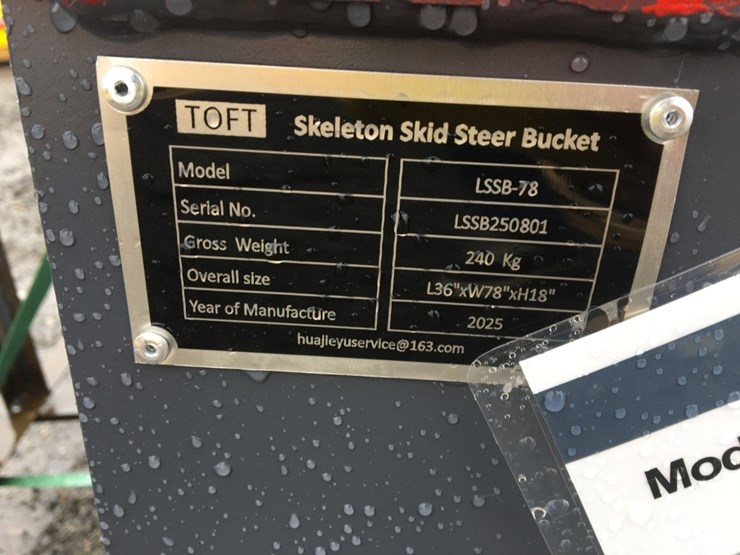 TOFT Skeleton Skid Steer Bucket
Model LSSB-78
Serial No. LSSB250801
Gross Weight 240 Kg
Overall size L36"xW78"xH18"
Year of Manufacture 2025
huajieyuservice@163.com